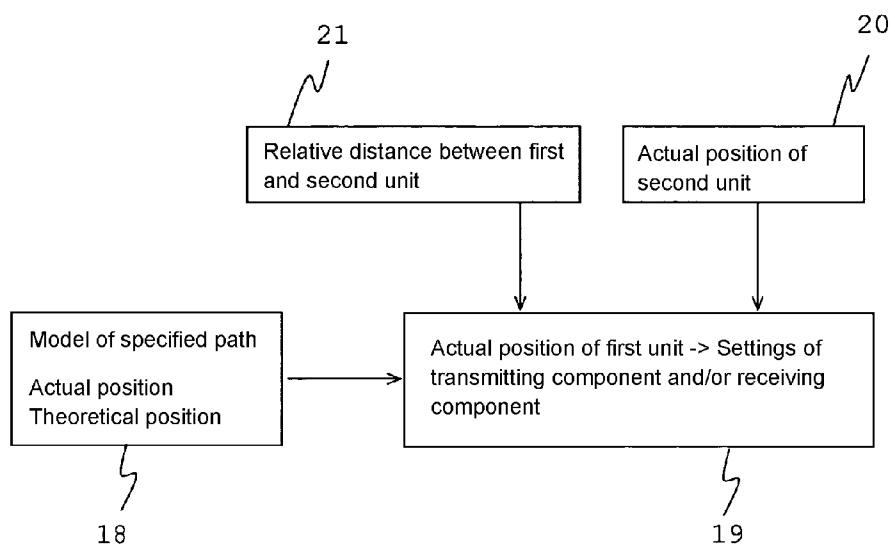 21
20
Relative distance between first
and second unit
Actual position of
second unit
Model of specified path
Actual position
Theoretical position
Actual position of first unit -> Settings of
transmitting component and/or receiving
component
18
19